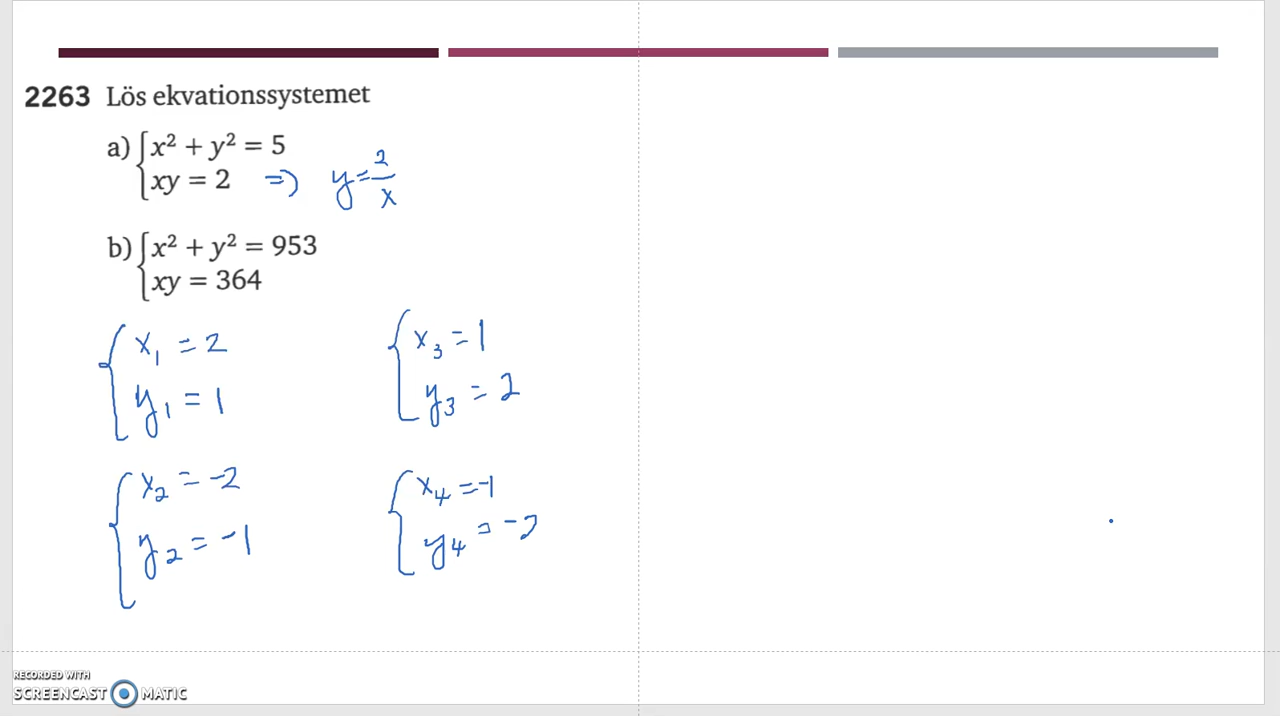 2263 Lös ekvationssystemet
a) { x² + y² = 5
xy = 2 => y = 2/x
b) { x² + y² = 953
xy = 364
x₁ = 2
y₁ = 1
x₃ = 1
y₃ = 2
x₂ = -2
y₂ = -1
x₄ = -1
y₄ = -2
RECORDED WITH
SCREENCAST MATIC